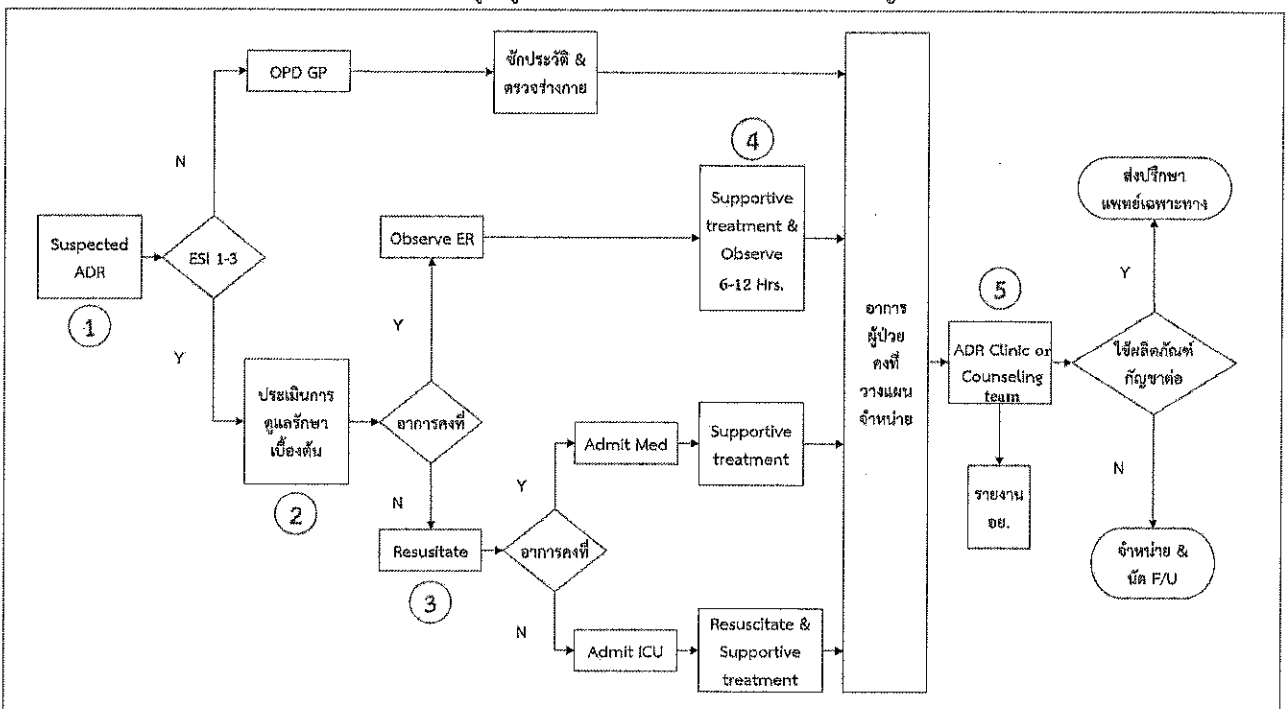 OPD GP
ซักประวัติ &
ตรวจร่างกาย
N
4
ส่งปรึกษา
แพทย์เฉพาะทาง
Suspected
ADR
ESI 1-3
Observe ER
Supportive
treatment &
Observe
6-12 Hrs.
Y
1
Y
Y
5
อาการ
ผู้ป่วย
คงที่
วางแผน
จำหน่าย
ADR Clinic or
Counseling
team
ใช้ผลิตภัณฑ์
กัญชาต่อ
ประเมินการ
ดูแลรักษา
เบื้องต้น
อาการคงที่
Admit Med
Supportive
treatment
2
N
Y
N
รายงาน
อย.
Resusitate
อาการคงที่
3
จำหน่าย &
นัด F/U
N
Admit ICU
Resuscitate &
Supportive
treatment